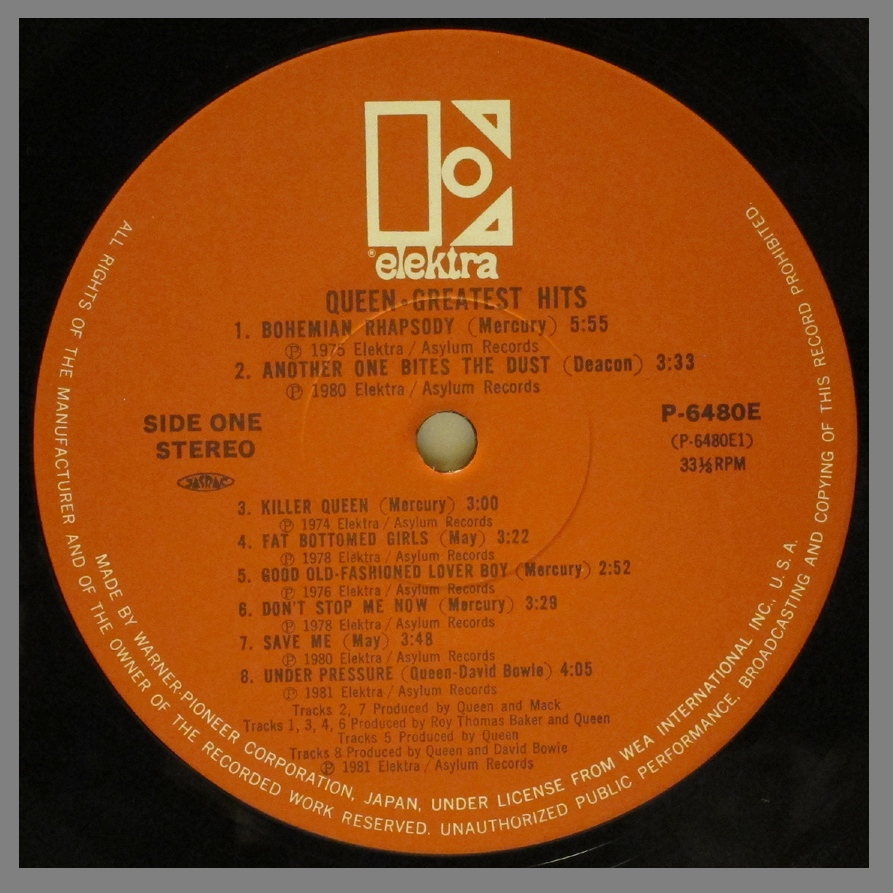 ®elektra
QUEEN · GREATEST HITS
1. BOHEMIAN RHAPSODY (Mercury) 5:55
Ⓟ 1975 Elektra / Asylum Records
2. ANOTHER ONE BITES THE DUST (Deacon) 3:33
Ⓟ 1980 Elektra / Asylum Records
SIDE ONE
STEREO
JASRAC
P-6480E
(P-6480E1)
33⅓RPM
3. KILLER QUEEN (Mercury) 3:00
Ⓟ 1974 Elektra / Asylum Records
4. FAT BOTTOMED GIRLS (May) 3:22
Ⓟ 1978 Elektra / Asylum Records
5. GOOD OLD-FASHIONED LOVER BOY (Mercury) 2:52
Ⓟ 1976 Elektra / Asylum Records
6. DON'T STOP ME NOW (Mercury) 3:29
Ⓟ 1978 Elektra / Asylum Records
7. SAVE ME (May) 3:48
Ⓟ 1980 Elektra / Asylum Records
8. UNDER PRESSURE (Queen-David Bowie) 4:05
Ⓟ 1981 Elektra / Asylum Records
Tracks 2, 7 Produced by Queen and Mack
Tracks 1, 3, 4, 6 Produced by Roy Thomas Baker and Queen
Tracks 5 Produced by Queen
Tracks 8 Produced by Queen and David Bowie
Ⓟ 1981 Elektra / Asylum Records
MADE BY WARNER-PIONEER CORPORATION, JAPAN, UNDER LICENSE FROM WEA INTERNATIONAL INC., U.S.A.
ALL RIGHTS OF THE MANUFACTURER AND OF THE OWNER OF THE RECORDED WORK RESERVED. UNAUTHORIZED PUBLIC PERFORMANCE. BROADCASTING AND COPYING OF THIS RECORD PROHIBITED.